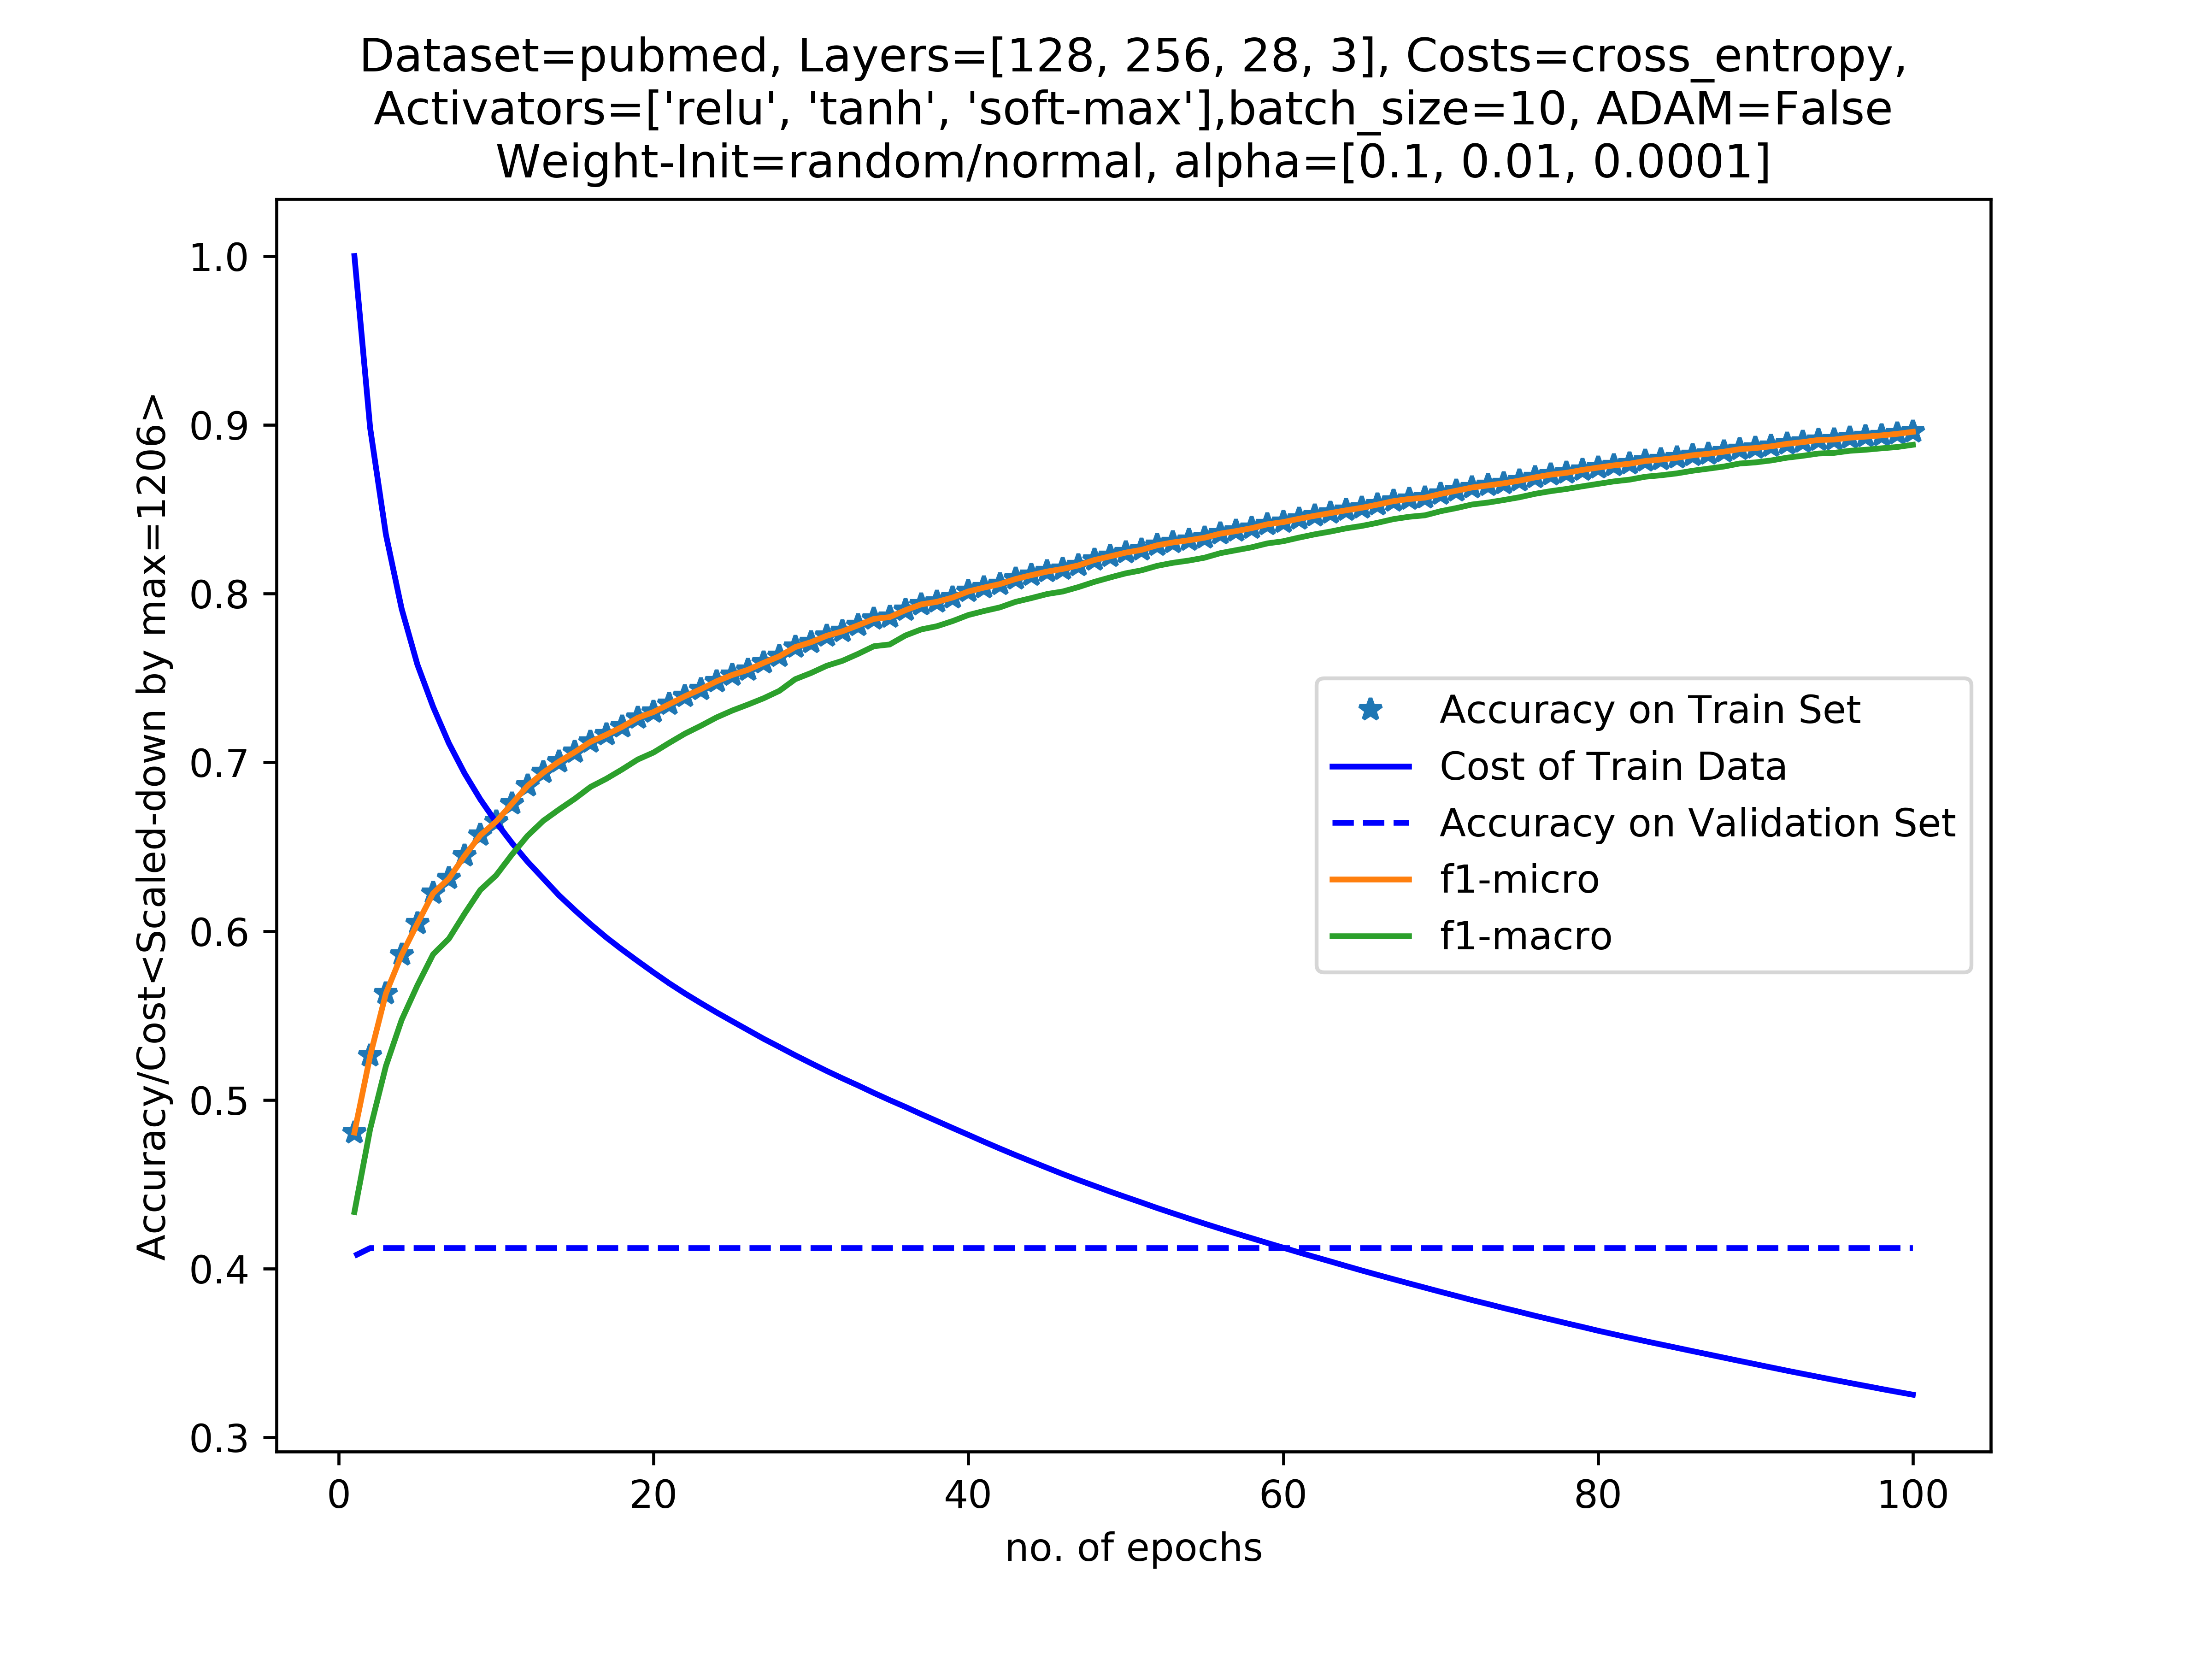 Dataset=pubmed, Layers=[128, 256, 28, 3], Costs=cross_entropy,
Activators=['relu', 'tanh', 'soft-max'],batch_size=10, ADAM=False
Weight-Init=random/normal, alpha=[0.1, 0.01, 0.0001]
Accuracy/Cost<Scaled-down by max=1206>
1.0
0.9
0.8
0.7
0.6
0.5
0.4
0.3
Accuracy on Train Set
Cost of Train Data
Accuracy on Validation Set
f1-micro
f1-macro
0 20 40 60 80 100
no. of epochs